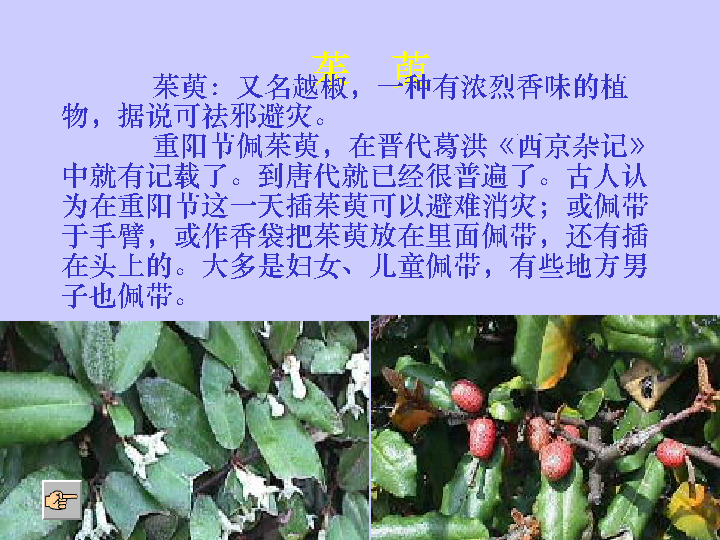 茱 萸
茱萸：又名越椒，一种有浓烈香味的植
物，据说可祛邪避灾。
重阳节佩茱萸，在晋代葛洪《西京杂记》
中就有记载了。到唐代就已经很普遍了。古人认
为在重阳节这一天插茱萸可以避难消灾；或佩带
于手臂，或作香袋把茱萸放在里面佩带，还有插
在头上的。大多是妇女、儿童佩带，有些地方男
子也佩带。